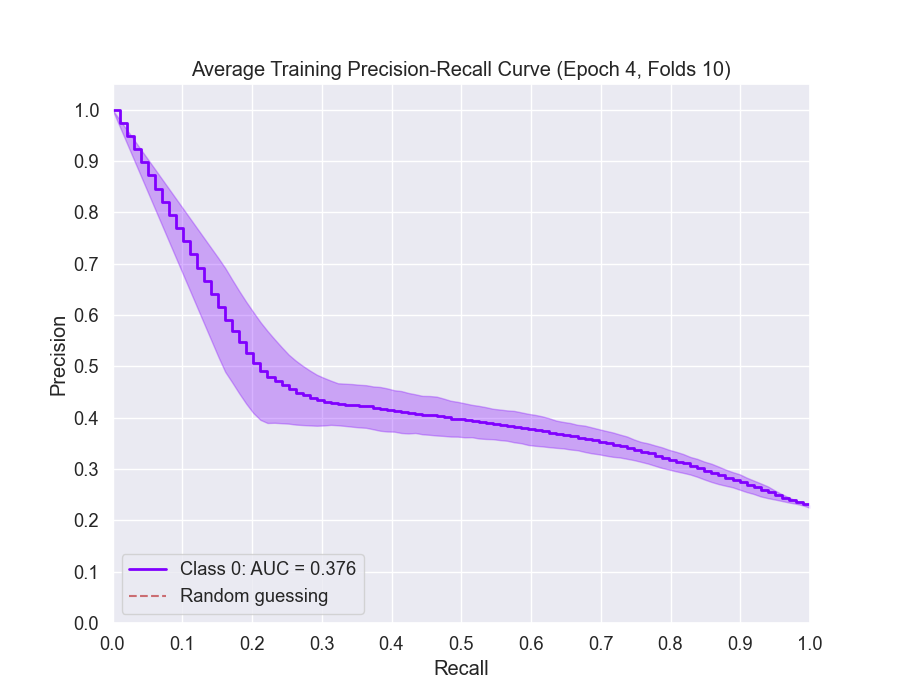 Average Training Precision-Recall Curve (Epoch 4, Folds 10)
1.0
0.9
0.8
0.7
0.6
0.5
0.4
0.3
0.2
0.1
0.0
Precision
Class 0: AUC = 0.376
Random guessing
0.0 0.1 0.2 0.3 0.4 0.5 0.6 0.7 0.8 0.9 1.0
Recall